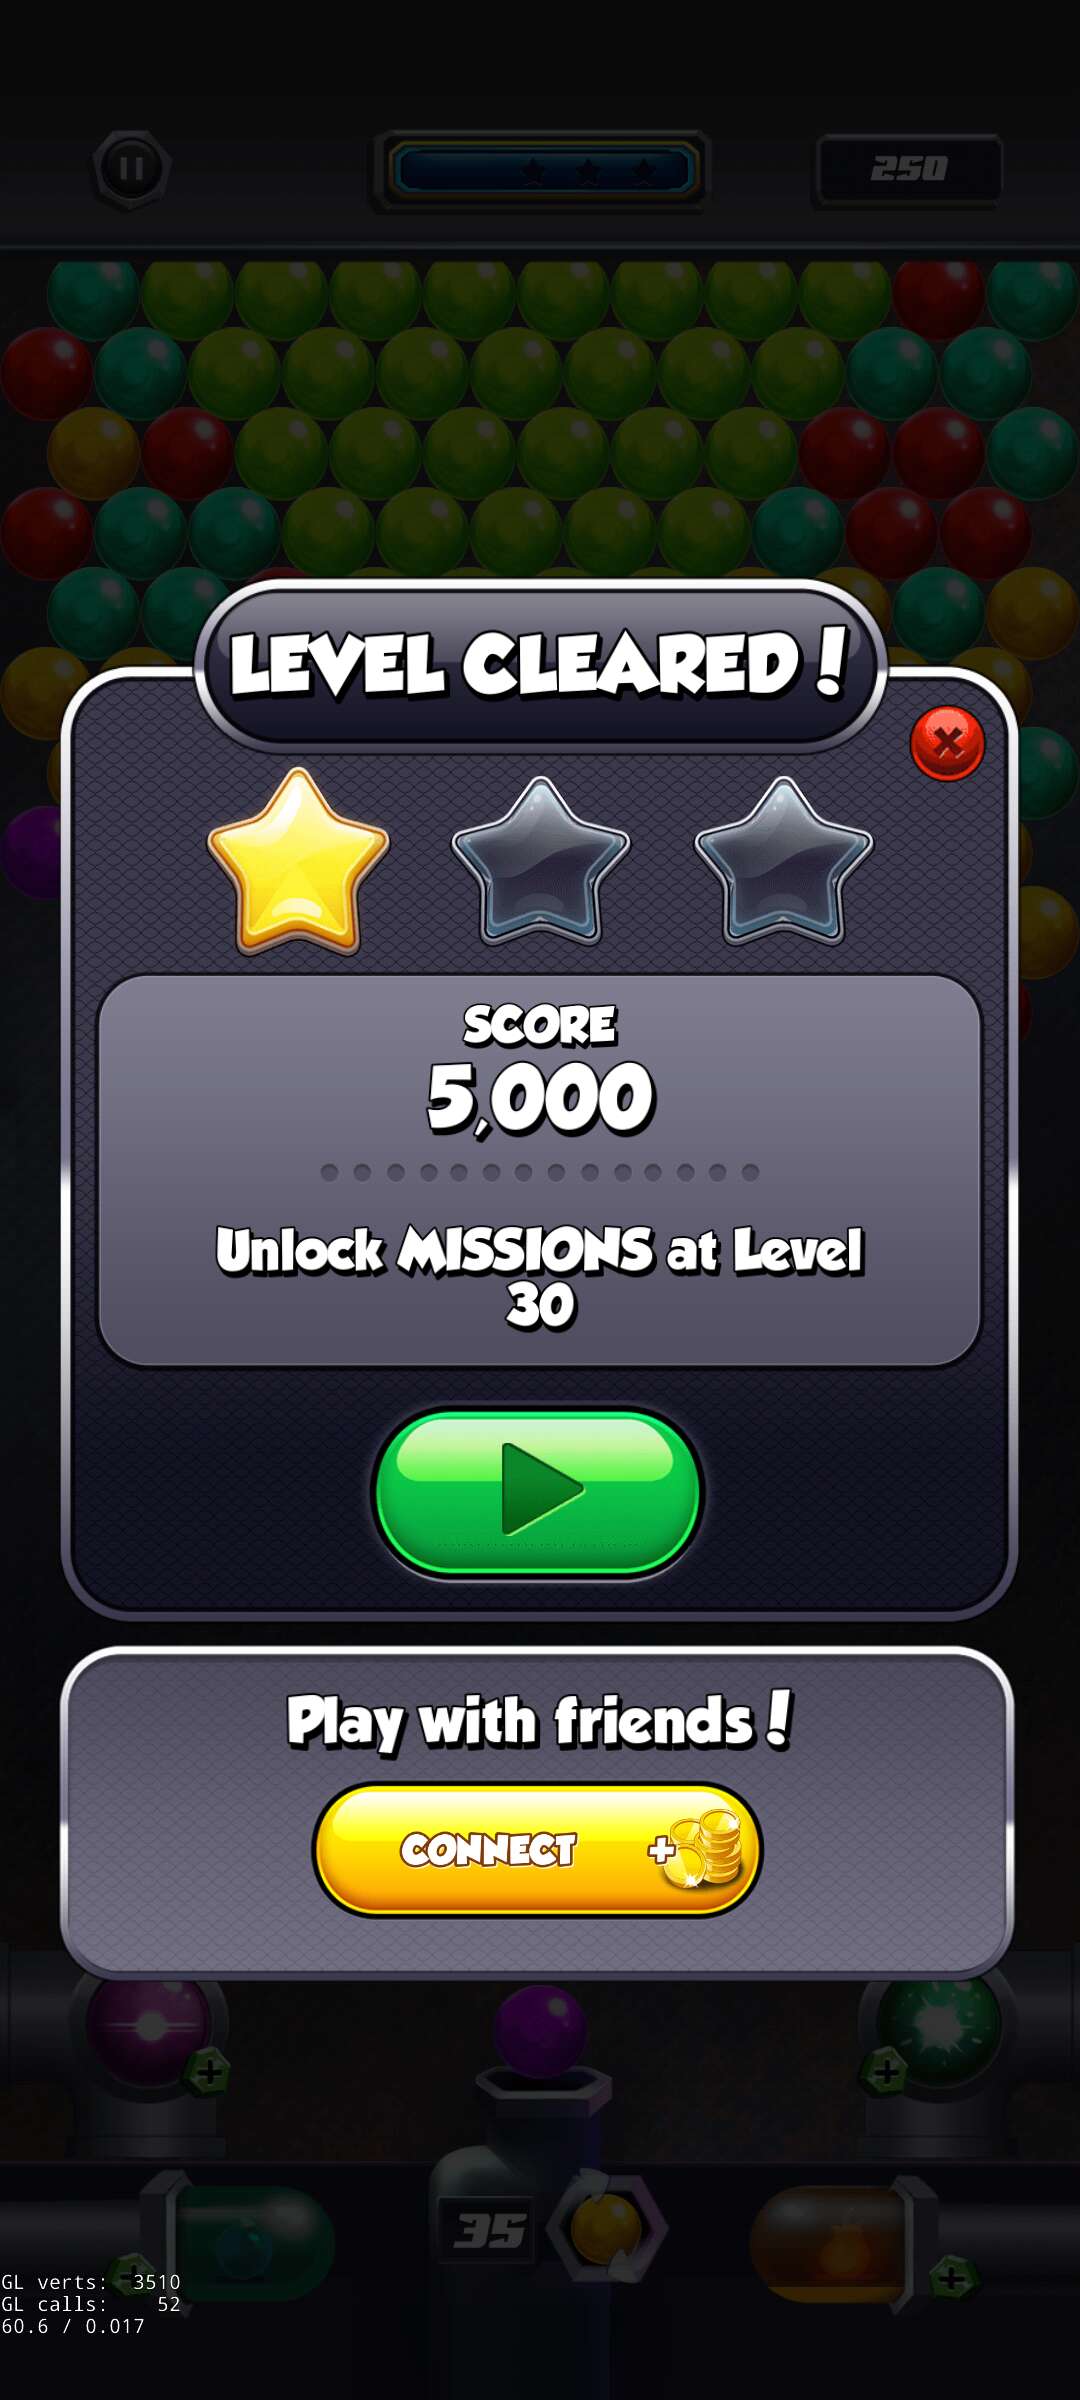 250
LEVEL CLEARED!
SCORE
5,000
Unlock MISSIONS at Level
30
Play with friends!
CONNECT +
35
GL verts: 3510
GL calls: 52
60.6 / 0.017